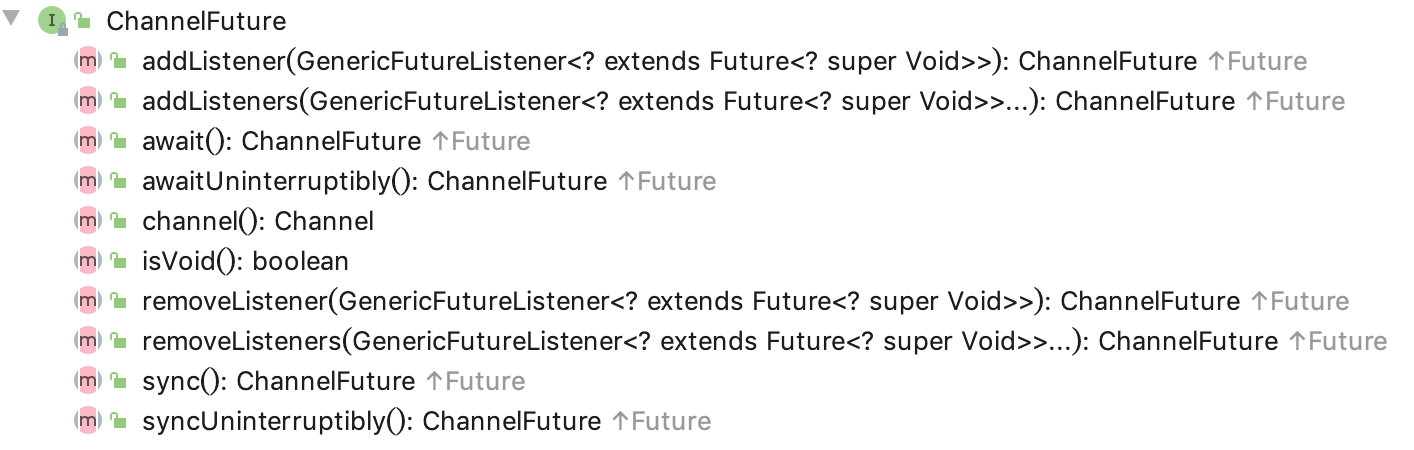 I ChannelFuture
m addListener(GenericFutureListener<? extends Future<? super Void>>): ChannelFuture ↑Future
m addListeners(GenericFutureListener<? extends Future<? super Void>>...): ChannelFuture ↑Future
m await(): ChannelFuture ↑Future
m awaitUninterruptibly(): ChannelFuture ↑Future
m channel(): Channel
m isVoid(): boolean
m removeListener(GenericFutureListener<? extends Future<? super Void>>): ChannelFuture ↑Future
m removeListeners(GenericFutureListener<? extends Future<? super Void>>...): ChannelFuture ↑Future
m sync(): ChannelFuture ↑Future
m syncUninterruptibly(): ChannelFuture ↑Future